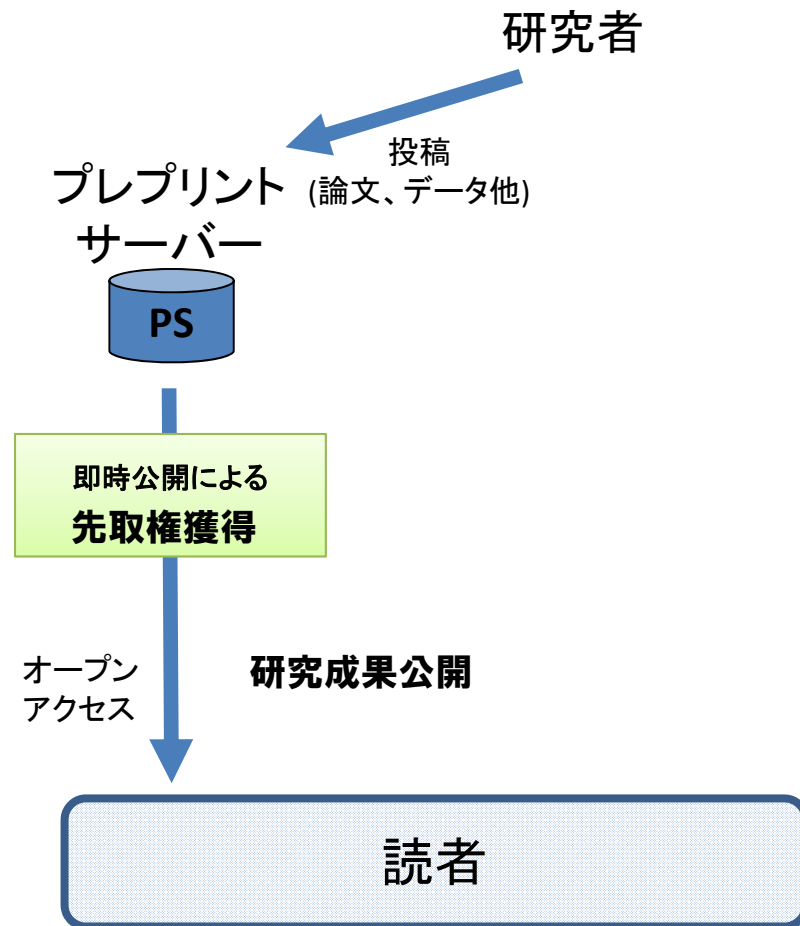 研究者
投稿
(論文、データ他)
プレプリント
サーバー
PS
即時公開による
先取権獲得
オープン
アクセス
研究成果公開
読者